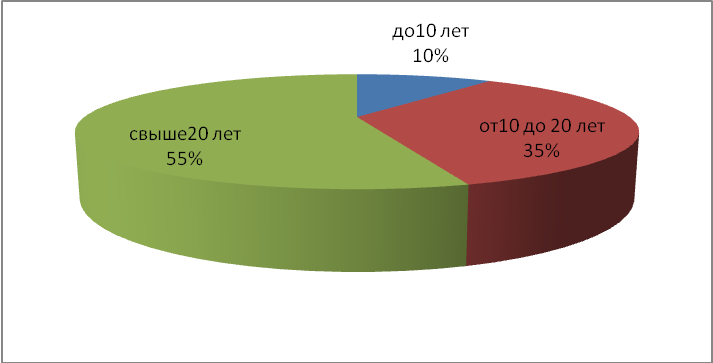 до10 лет
10%
от10 до 20 лет
35%
свыше20 лет
55%